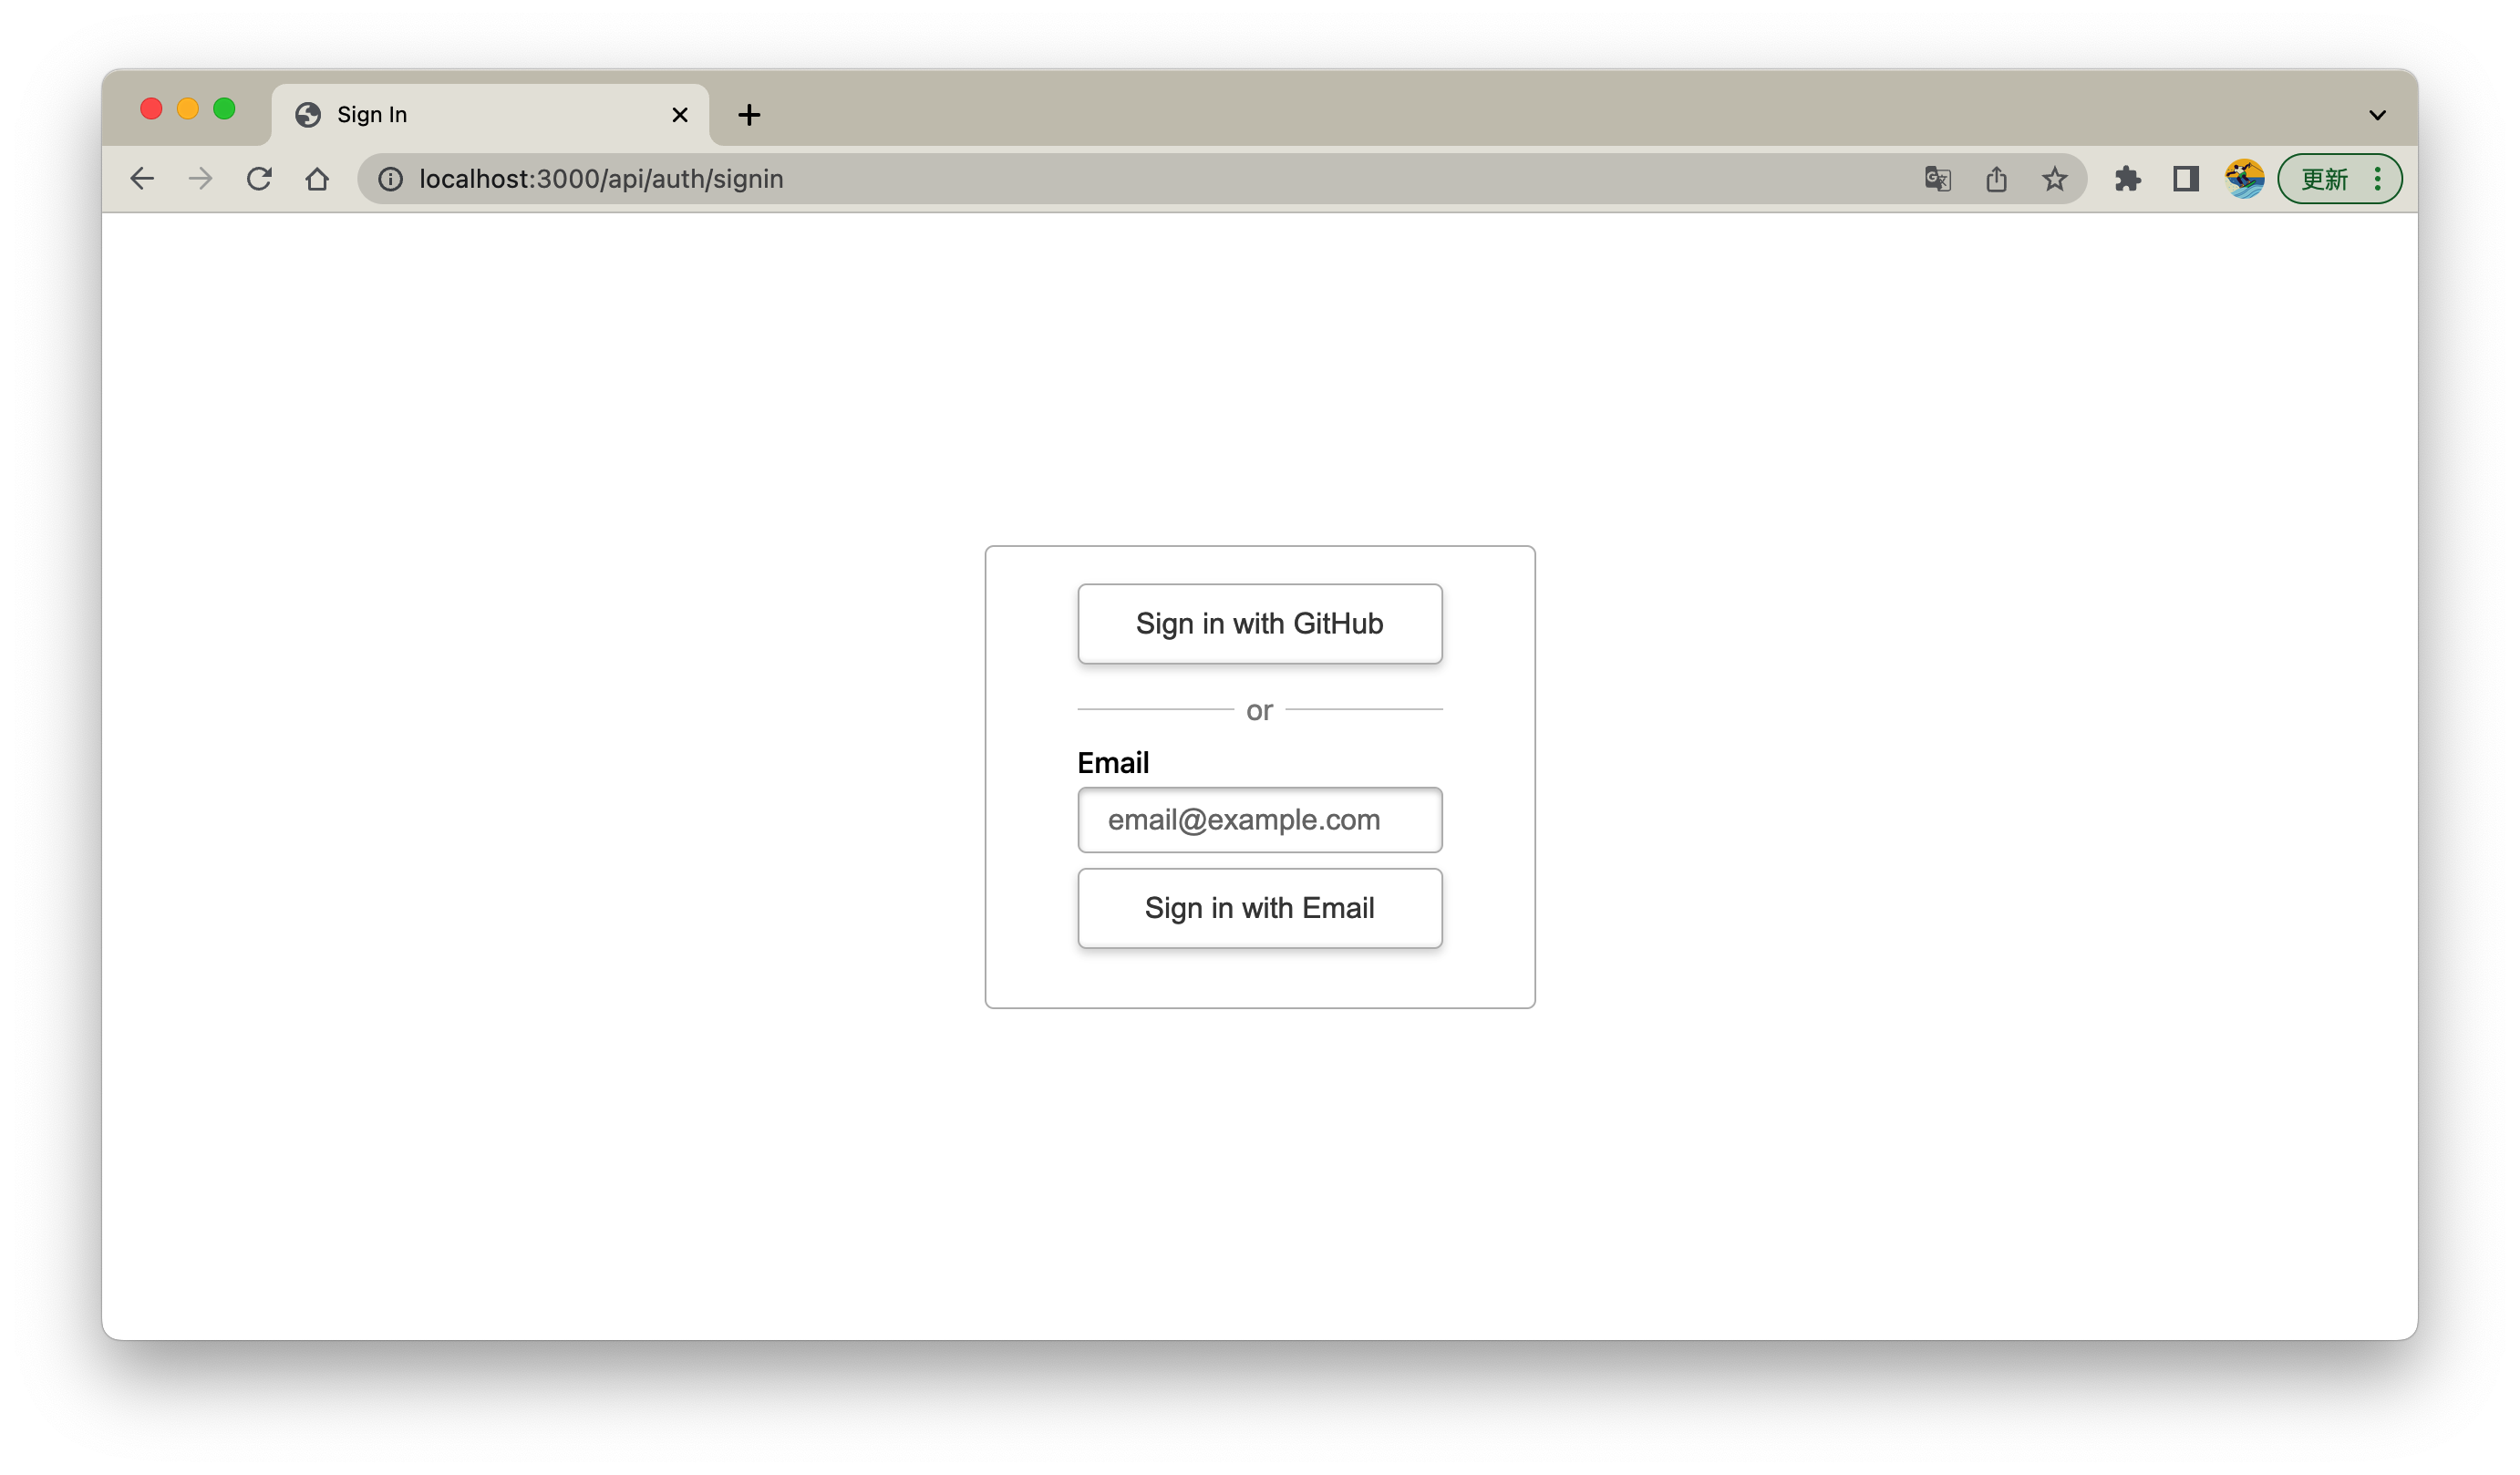 Sign In
localhost:3000/api/auth/signin
更新
Sign in with GitHub
or
Email
email@example.com
Sign in with Email